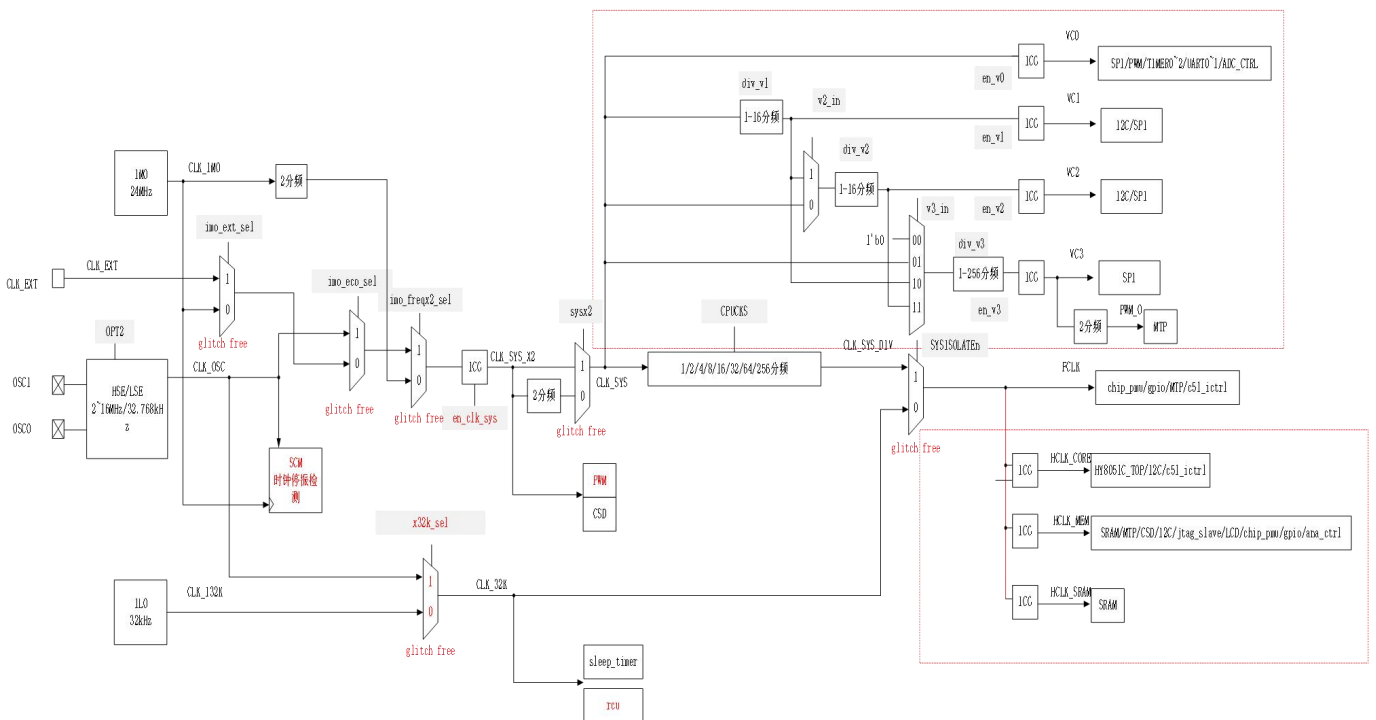 VC0
ICG
SPI/PWM/TIMER0~2/UART0~1/ADC_CTRL
en_v0
div_v1
v2_in
VC1
1-16分频
ICG
I2C/SPI
en_v1
IMO
24MHz
CLK_IMO
2分频
div_v2
1
0
1-16分频
VC2
ICG
I2C/SPI
en_v2
v3_in
1'b0
00
01
10
11
div_v3
1-256分频
en_v3
VC3
ICG
SPI
2分频
PWM_O
MTP
imo_ext_sel
CLK_EXT
CLK_EXT
1
0
glitch free
imo_eco_sel
1
0
glitch free
imo_freqx2_sel
1
0
glitch free
ICG
en_clk_sys
CLK_SYS_X2
sysx2
2分频
1
0
glitch free
CLK_SYS
CPUCKS
1/2/4/8/16/32/64/256分频
CLK_SYS_DIV
SYSISOLATEn
1
0
glitch free
FCLK
chip_pmu/gpio/MTP/c51_ictrl
OPT2
OSCI
OSCO
HSE/LSE
2~16MHz/32.768kH
z
CLK_OSC
SCM
时钟停振检
测
PWM
CSD
ICG
HCLK_CORE
HY8051C_TOP/I2C/c51_ictrl
ICG
HCLK_MEM
SRAM/MTP/CSD/I2C/jtag_slave/LCD/chip_pmu/gpio/ana_ctrl
ICG
HCLK_SRAM
SRAM
x32k_sel
1
0
glitch free
ILO
32kHz
CLK_I32K
CLK_32K
sleep_timer
rcu